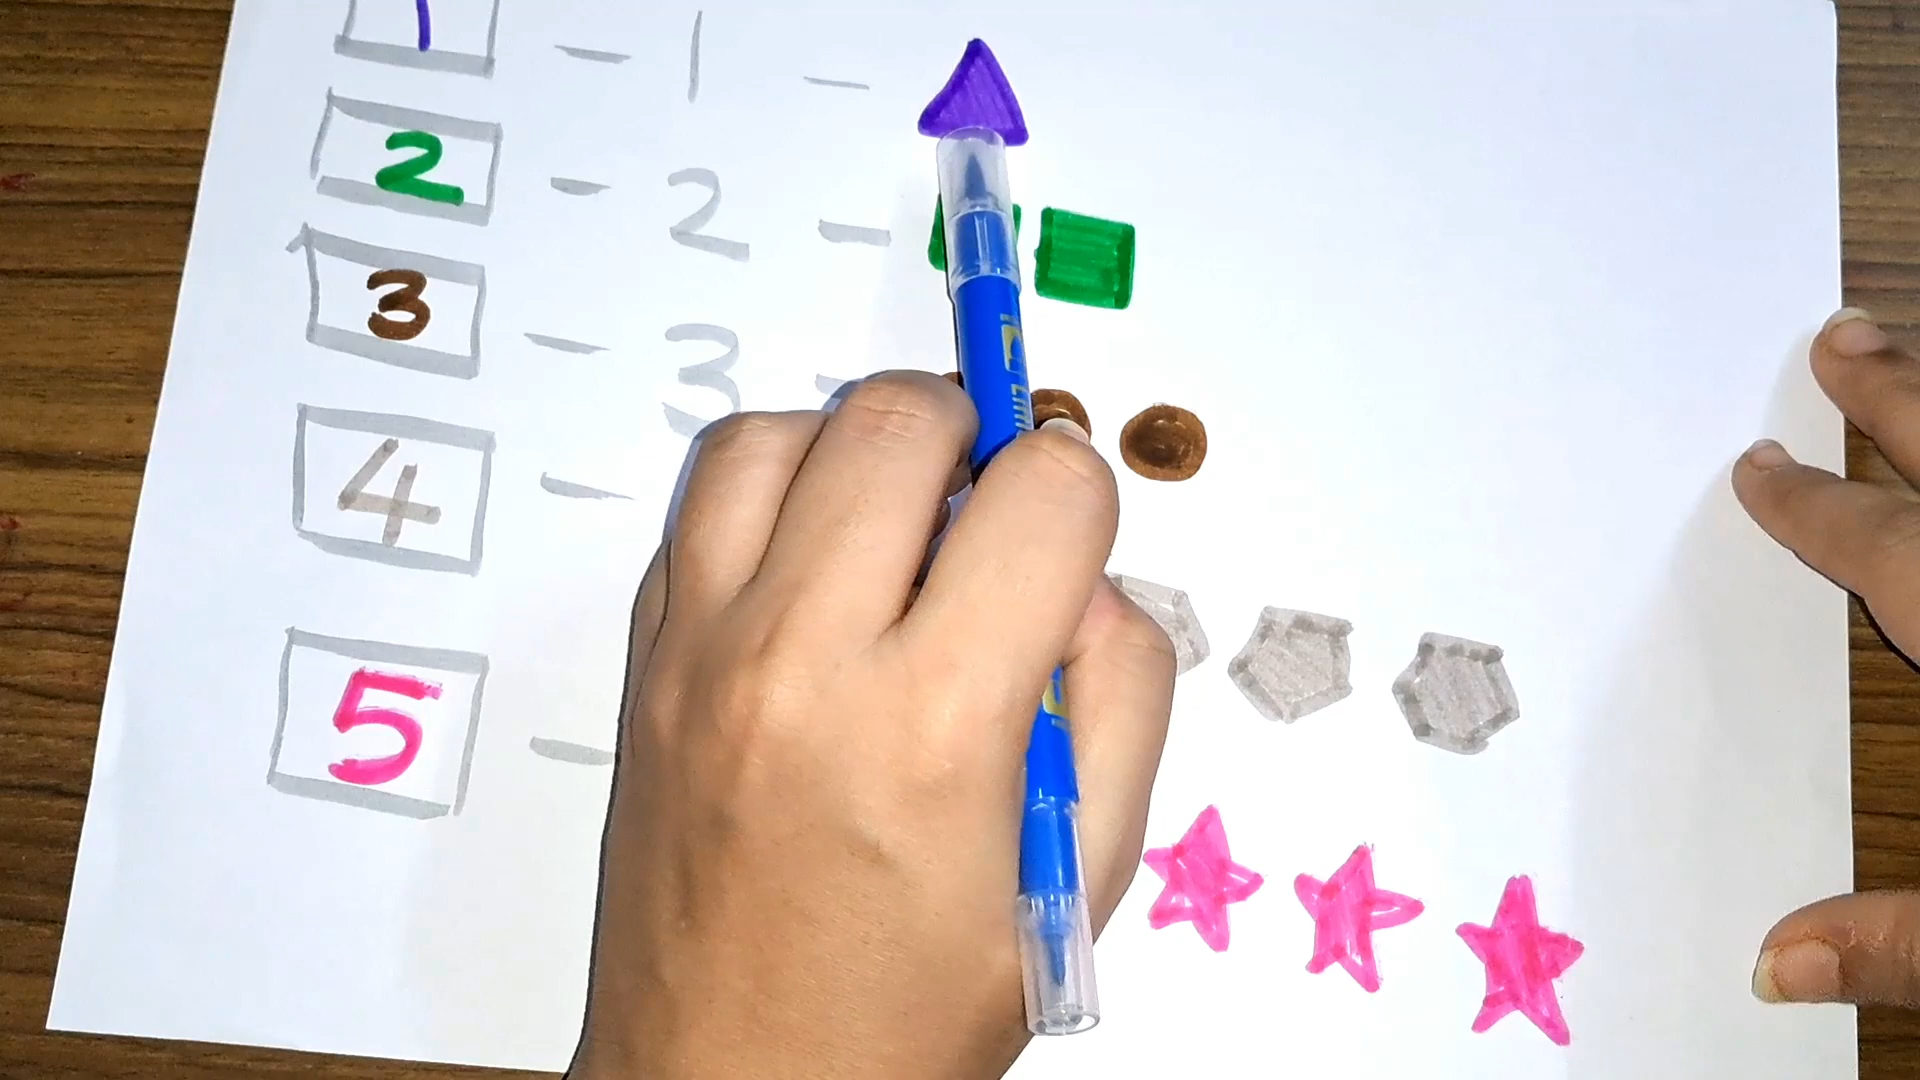 1 - 1 -
2 - 2 -
3 - 3 -
4 -
5 -